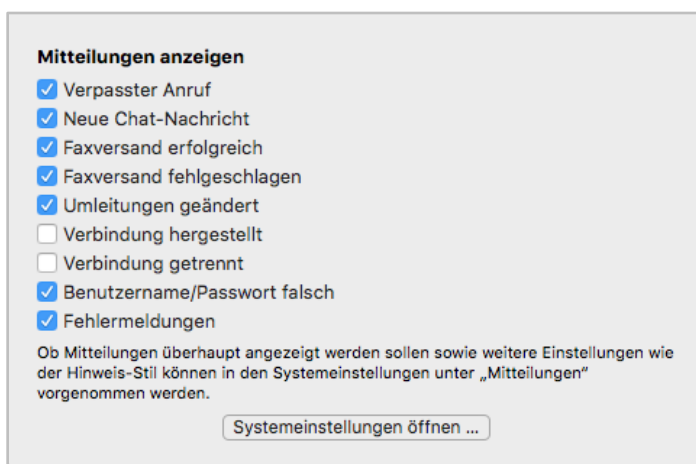 Mitteilungen anzeigen
Verpasster Anruf
Neue Chat-Nachricht
Faxversand erfolgreich
Faxversand fehlgeschlagen
Umleitungen geändert
Verbindung hergestellt
Verbindung getrennt
Benutzername/Passwort falsch
Fehlermeldungen
Ob Mitteilungen überhaupt angezeigt werden sollen sowie weitere Einstellungen wie
der Hinweis-Stil können in den Systemeinstellungen unter „Mitteilungen“
vorgenommen werden.
Systemeinstellungen öffnen ...